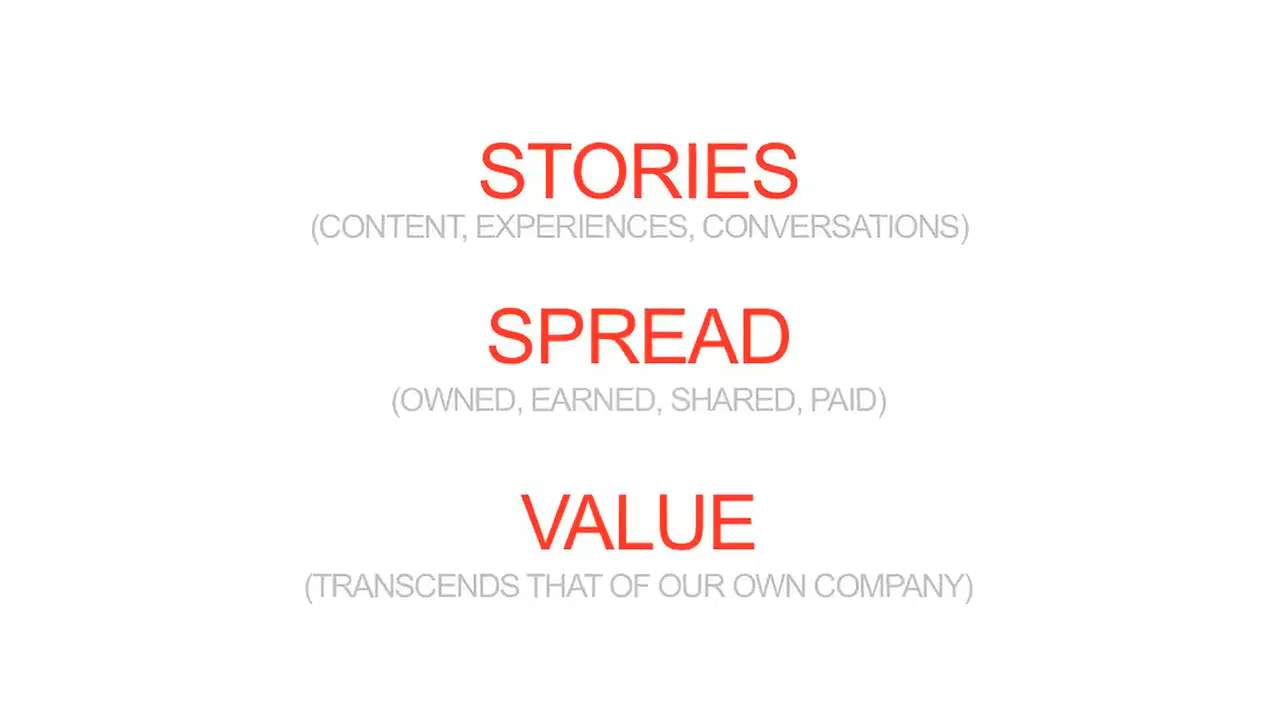 STORIES
(CONTENT, EXPERIENCES, CONVERSATIONS)
SPREAD
(OWNED, EARNED, SHARED, PAID)
VALUE
(TRANSCENDS THAT OF OUR OWN COMPANY)